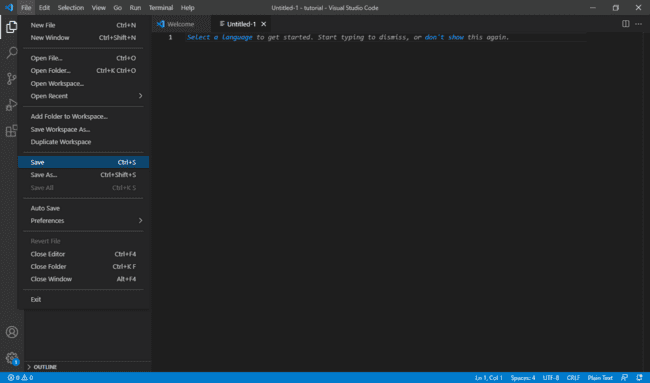 File Edit Selection View Go Run Terminal Help Untitled-1 - tutorial - Visual Studio Code
Welcome Untitled-1
1 Select a language to get started. Start typing to dismiss, or don't show this again.
New File Ctrl+N
New Window Ctrl+Shift+N
Open File... Ctrl+O
Open Folder... Ctrl+K Ctrl+O
Open Workspace...
Open Recent
Add Folder to Workspace...
Save Workspace As...
Duplicate Workspace
Save Ctrl+S
Save As... Ctrl+Shift+S
Save All Ctrl+K S
Auto Save
Preferences
Revert File
Close Editor Ctrl+F4
Close Folder Ctrl+K F
Close Window Alt+F4
Exit
1
OUTLINE
0 0 Ln 1, Col 1 Spaces: 4 UTF-8 CRLF Plain Text